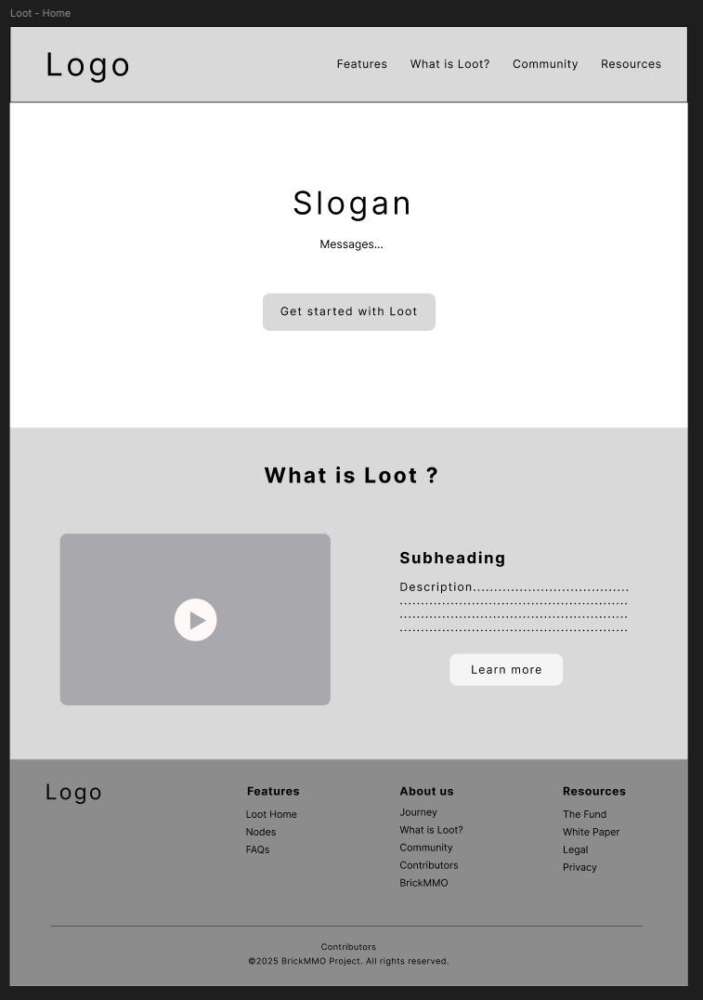 Loot - Home
Logo
Features What is Loot? Community Resources
Slogan
Messages...
Get started with Loot
What is Loot ?
Subheading
Description.....................................
......................................................
......................................................
......................................................
Learn more
Logo
Features
Loot Home
Nodes
FAQs
About us
Journey
What is Loot?
Community
Contributors
BrickMMO
Resources
The Fund
White Paper
Legal
Privacy
Contributors
©2025 BrickMMO Project. All rights reserved.